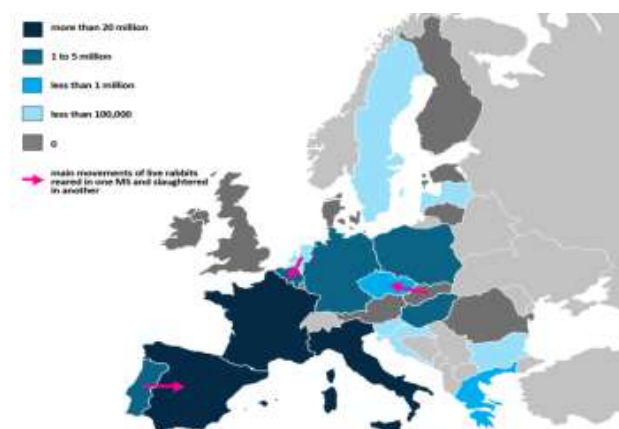 more than 20 million
1 to 5 million
less than 1 million
less than 100,000
0
main movements of live rabbits
reared in one MS and slaughtered
in another